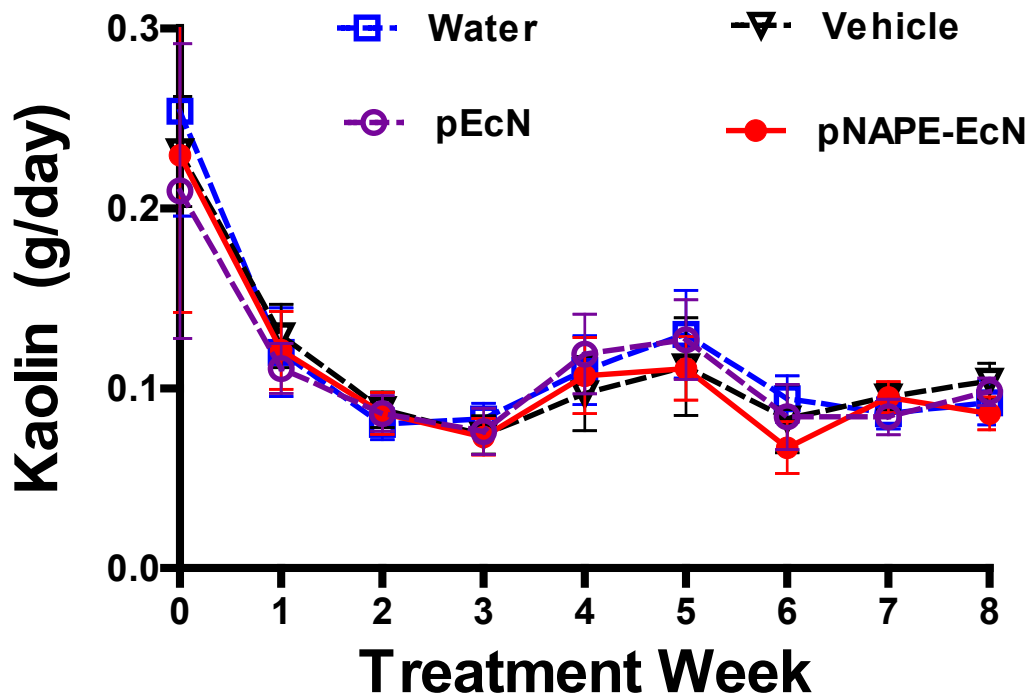 Water
Vehicle
pEcN
pNAPE-EcN
Kaolin (g/day)
0.3
0.2
0.1
0.0
0 1 2 3 4 5 6 7 8
Treatment Week